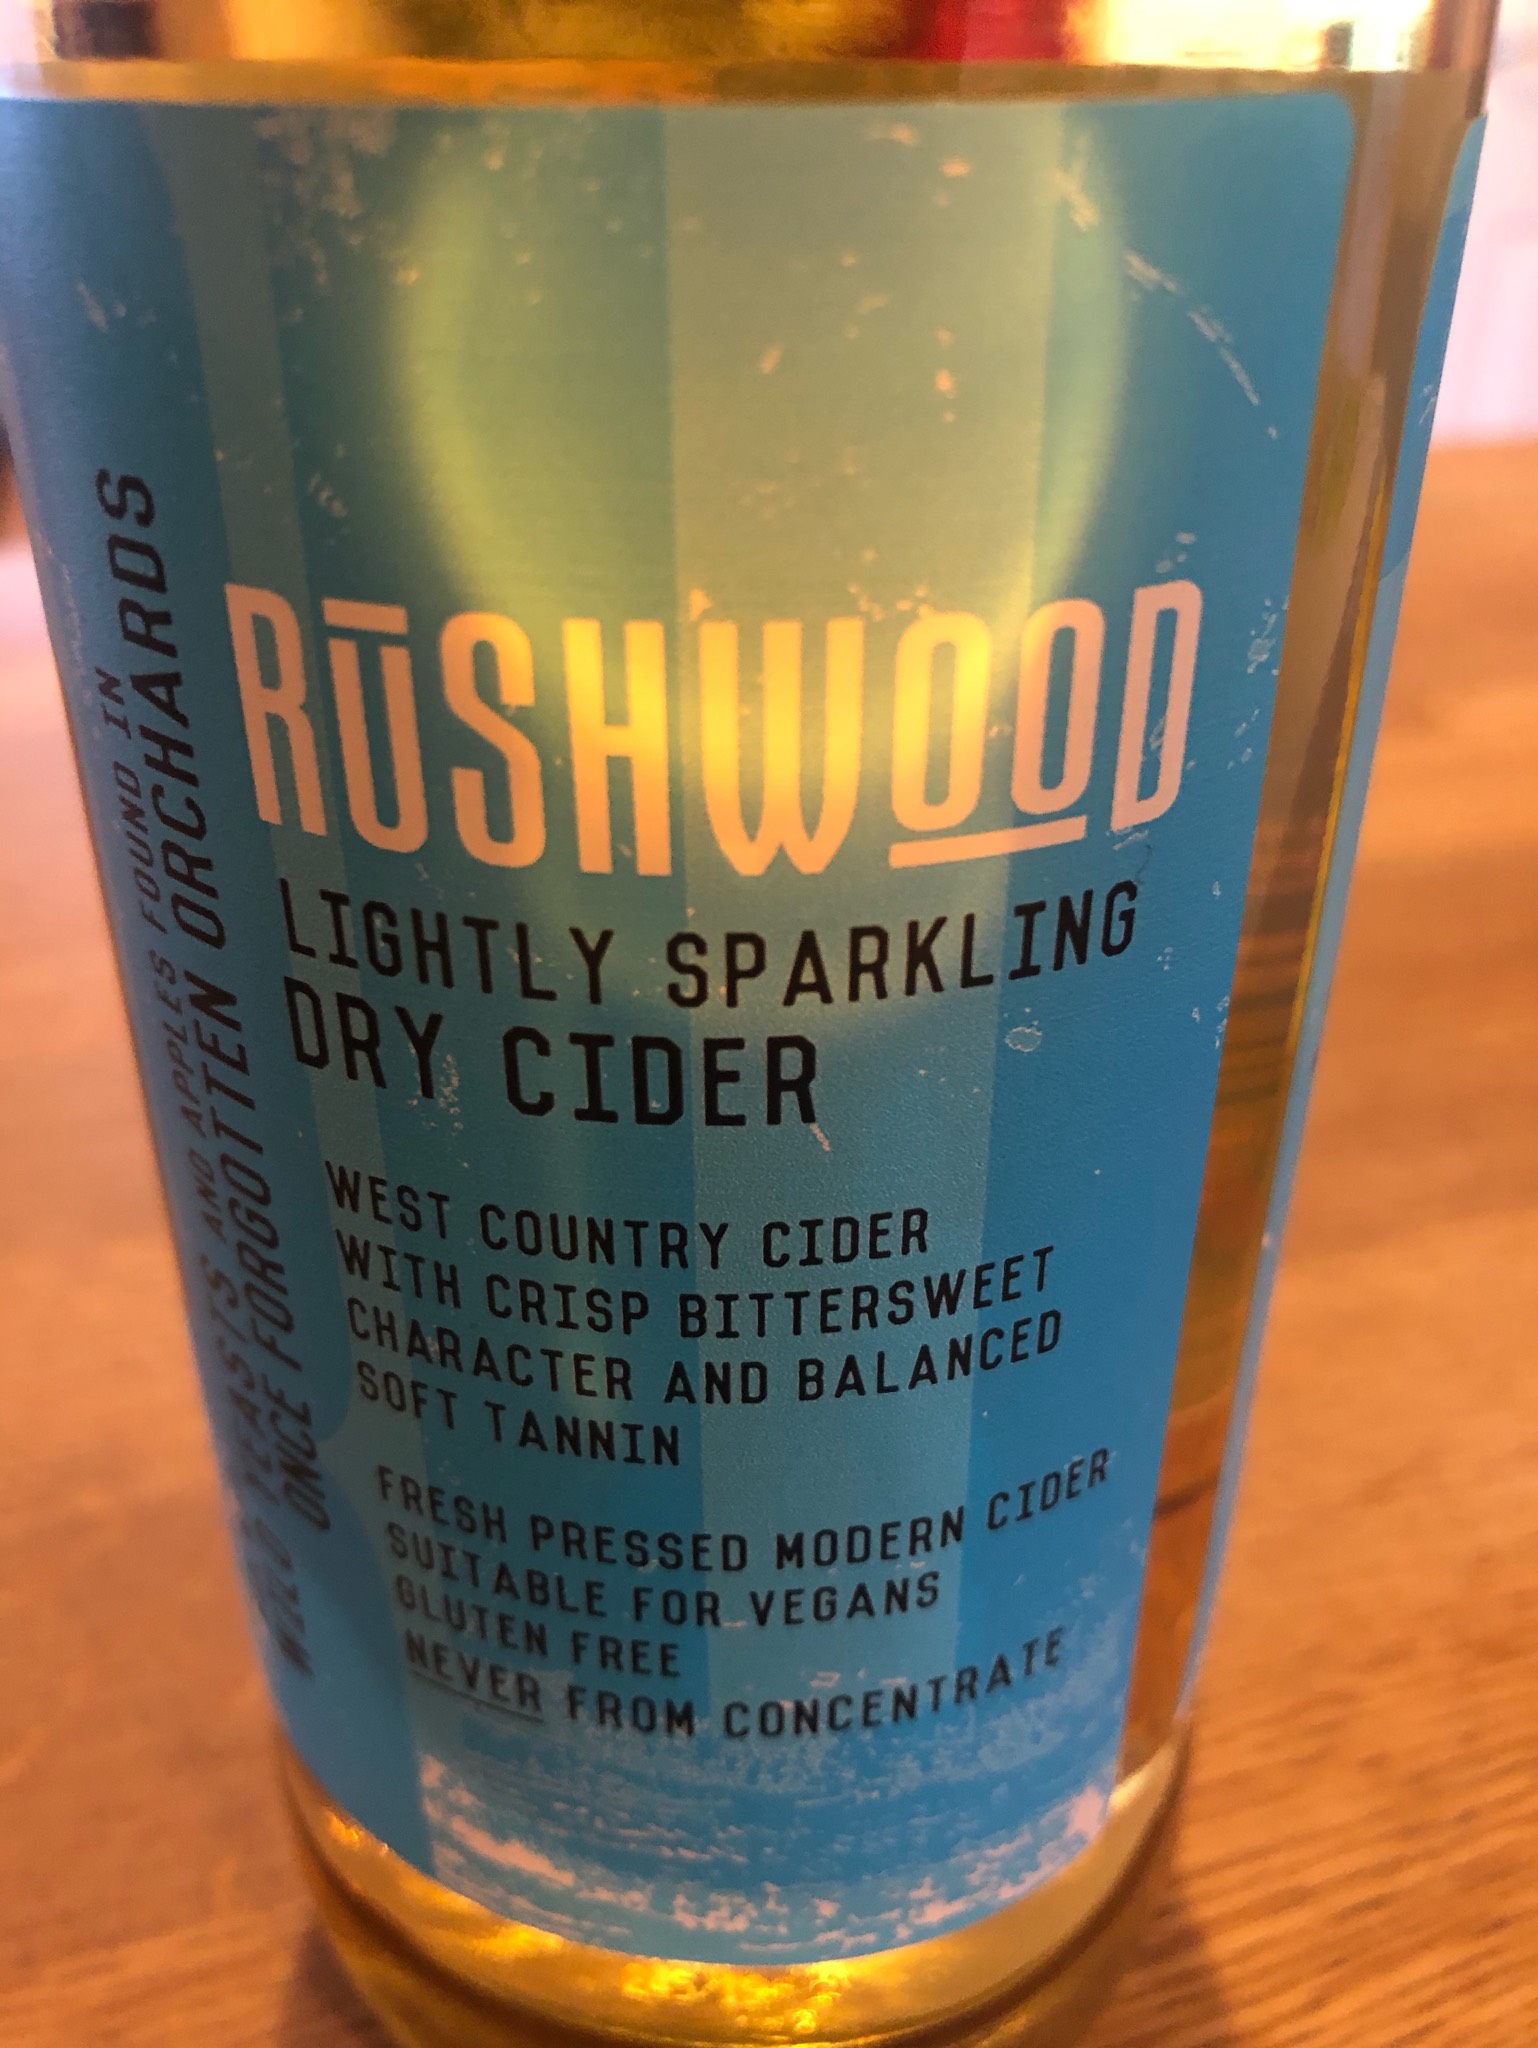 RŪSHWOOD
LIGHTLY SPARKLING
DRY CIDER
WEST COUNTRY CIDER
WITH CRISP BITTERSWEET
CHARACTER AND BALANCED
SOFT TANNIN
FRESH PRESSED MODERN CIDER
SUITABLE FOR VEGANS
GLUTEN FREE
NEVER FROM CONCENTRATE
WILD YEASTS AND APPLES FOUND IN
ONCE FORGOTTEN ORCHARDS